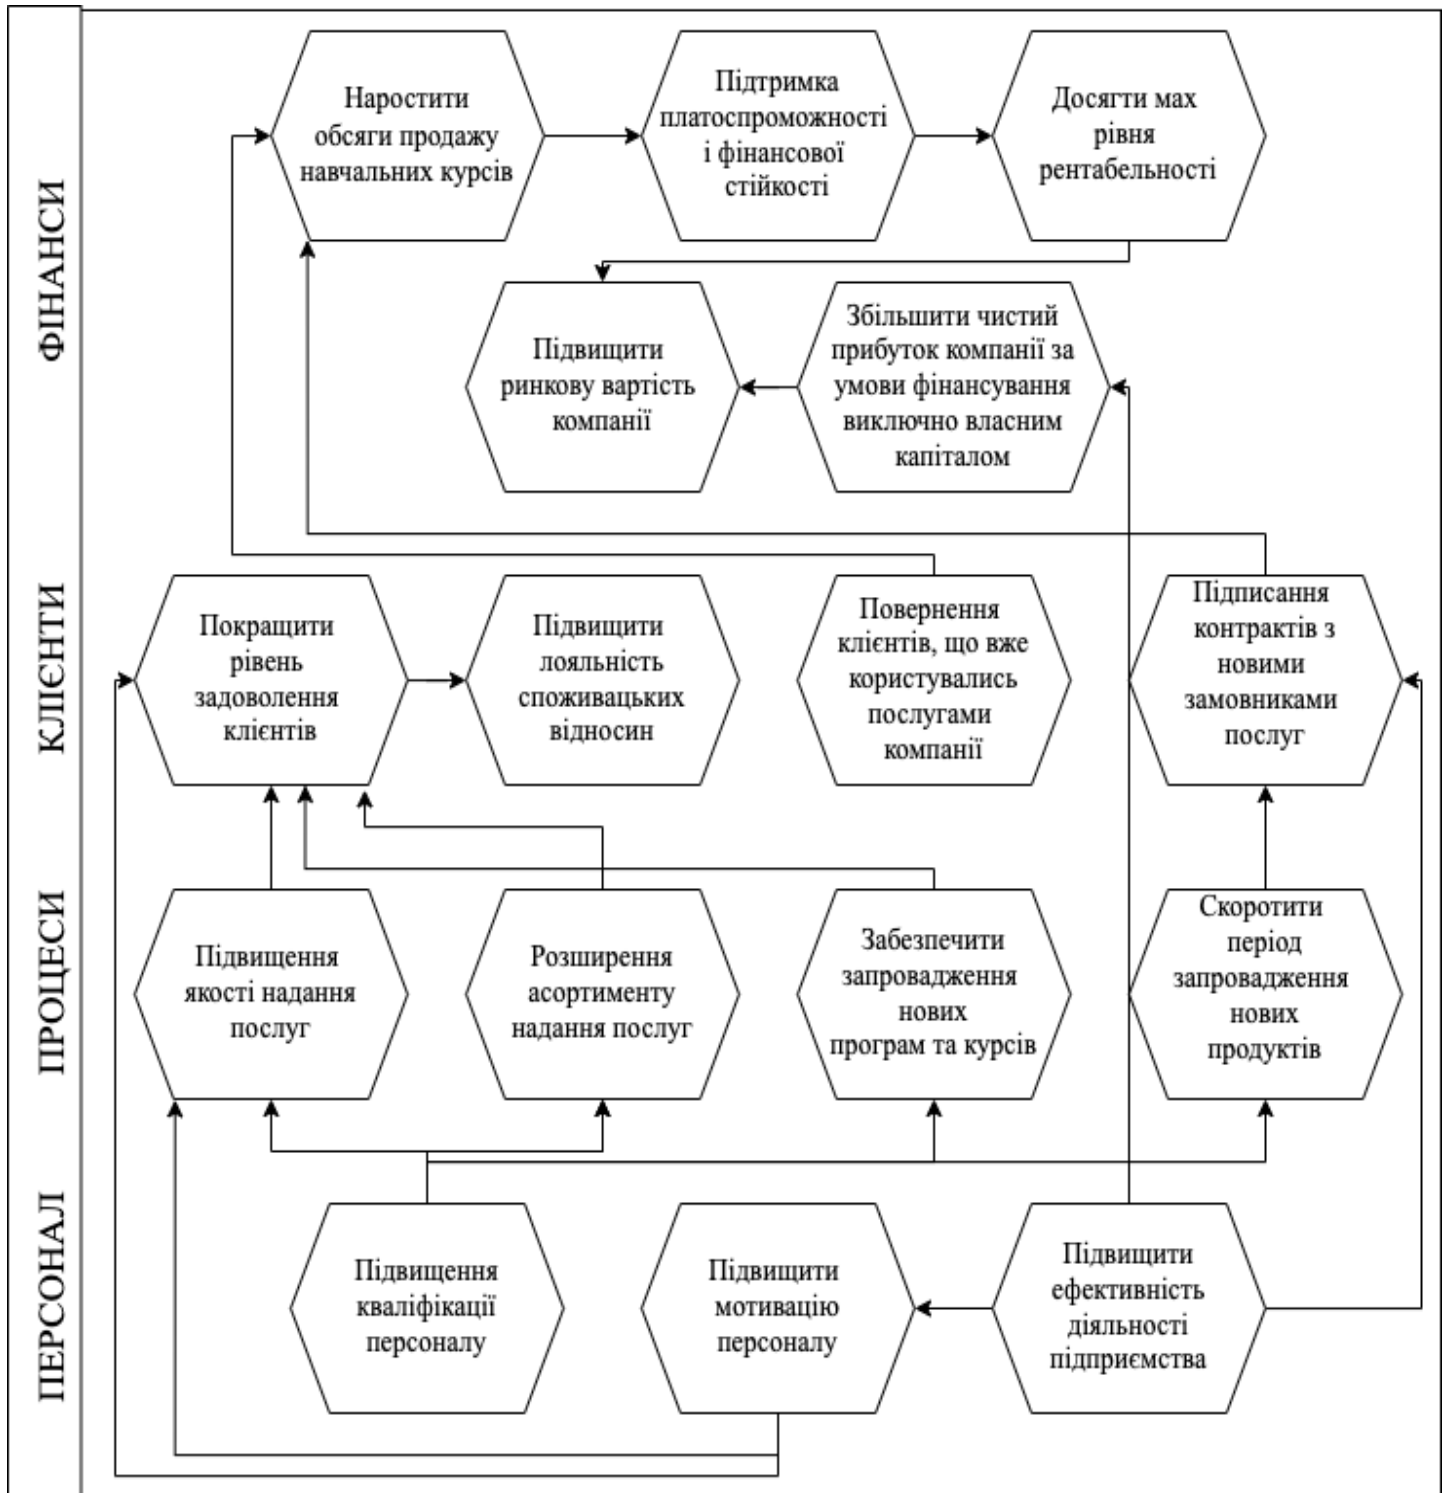 ФІНАНСИ
Наростити
обсяги продажу
навчальних курсів
Підтримка
платоспроможності
і фінансової
стійкості
Досягти мах
рівня
рентабельності
Підвищити
ринкову вартість
компанії
Збільшити чистий
прибуток компанії за
умови фінансування
виключно власним
капіталом
КЛІЄНТИ
Покращити
рівень
задоволення
клієнтів
Підвищити
лояльність
споживацьких
відносин
Повернення
клієнтів, що вже
користувались
послугами
компанії
Підписання
контрактів з
новими
замовниками
послуг
ПРОЦЕСИ
Підвищення
якості надання
послуг
Розширення
асортименту
надання послуг
Забезпечити
запровадження
нових
програм та курсів
Скоротити
період
запровадження
нових
продуктів
ПЕРСОНАЛ
Підвищення
кваліфікації
персоналу
Підвищити
мотивацію
персоналу
Підвищити
ефективність
діяльності
підприємства